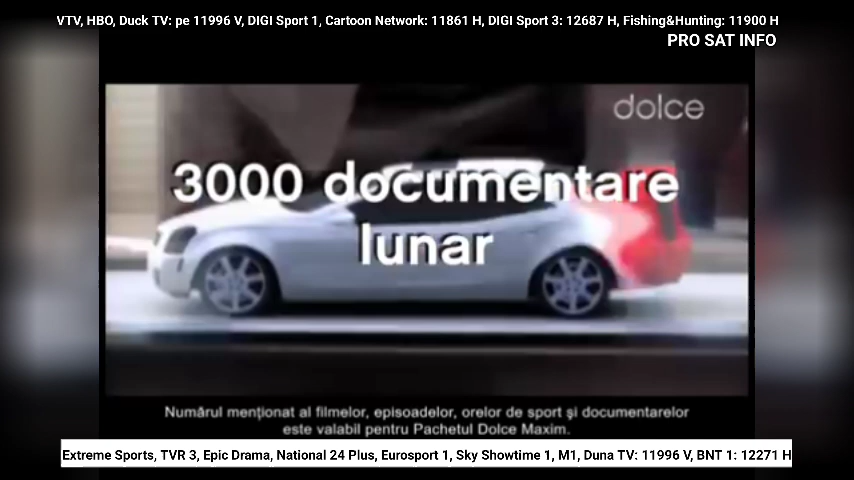 VTV, HBO, Duck TV: pe 11996 V, DIGI Sport 1, Cartoon Network: 11861 H, DIGI Sport 3: 12687 H, Fishing&Hunting: 11900 H
PRO SAT INFO
dolce
3000 documentare
lunar
Numărul menționat al filmelor, episoadelor, orelor de sport și documentarelor
este valabil pentru Pachetul Dolce Maxim.
Extreme Sports, TVR 3, Epic Drama, National 24 Plus, Eurosport 1, Sky Showtime 1, M1, Duna TV: 11996 V, BNT 1: 12271 H